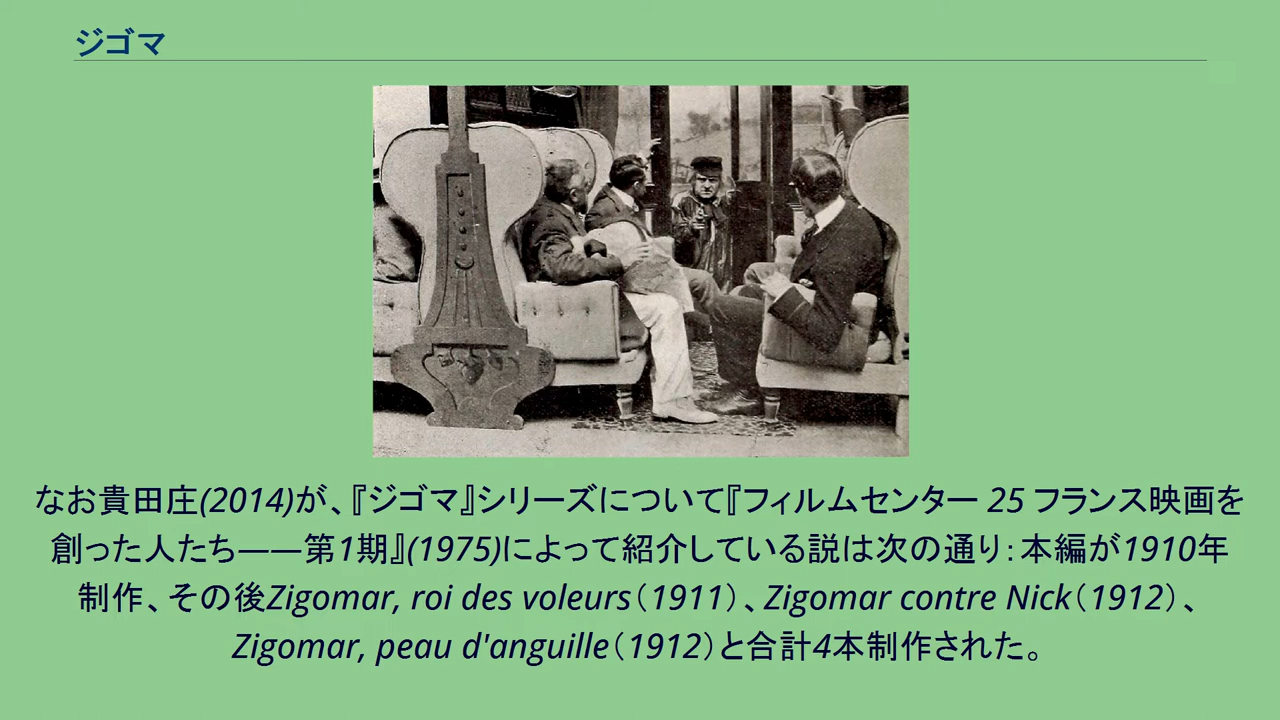 ジゴマ
なお貴田庄(2014)が、『ジゴマ』シリーズについて『フィルムセンター 25 フランス映画を
創った人たち――第1期』(1975)によって紹介している説は次の通り：本編が1910年
制作、その後Zigomar, roi des voleurs（1911）、Zigomar contre Nick（1912）、
Zigomar, peau d'anguille（1912）と合計4本制作された。